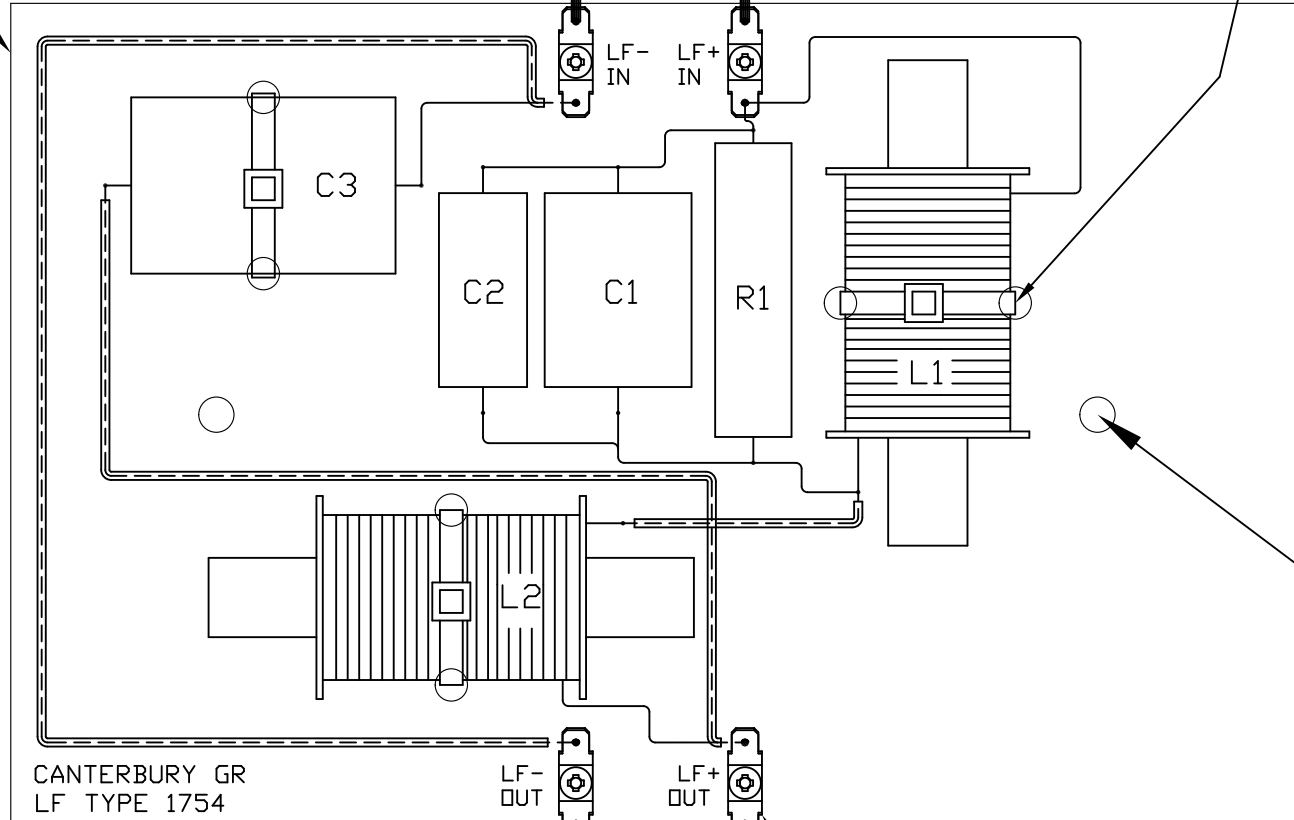 LF-
IN
LF+
IN
C3
C2
C1
R1
L1
L2
CANTERBURY GR
LF TYPE 1754
LF-
OUT
LF+
OUT